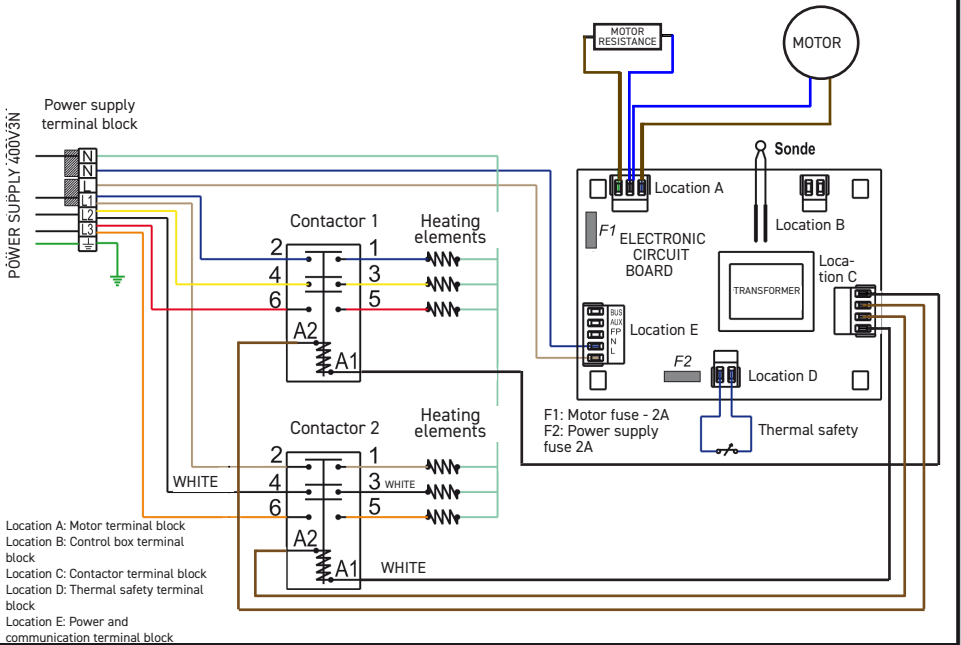 POWER SUPPLY 400V3N
Power supply
terminal block
N
N
L
L1
L2
L3
Contactor 1
2
1
4
3
6
5
A2
A1
Heating
elements
Contactor 2
2
1
4
3
6
5
A2
A1
WHITE
WHITE
WHITE
Heating
elements
MOTOR
RESISTANCE
MOTOR
Sonde
Location A
Location B
F1
ELECTRONIC
CIRCUIT
BOARD
TRANSFORMER
Loca-
tion C
BUS
AUX
FP
N
L
Location E
F2
Location D
F1: Motor fuse - 2A
F2: Power supply
fuse 2A
Thermal safety
Location A: Motor terminal block
Location B: Control box terminal
block
Location C: Contactor terminal block
Location D: Thermal safety terminal
block
Location E: Power and
communication terminal block